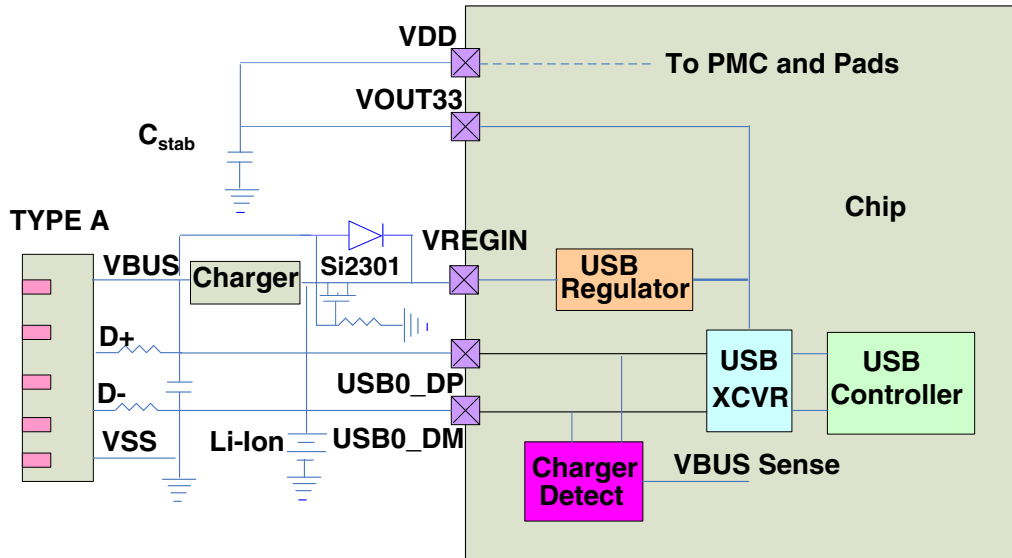 VDD
To PMC and Pads
VOUT33
Cstab
Chip
TYPE A
VREGIN
VBUS
Charger
Si2301
USB
Regulator
D+
USB0_DP
USB
XCVR
USB
Controller
D-
VSS
Li-Ion
USB0_DM
Charger
Detect
VBUS Sense